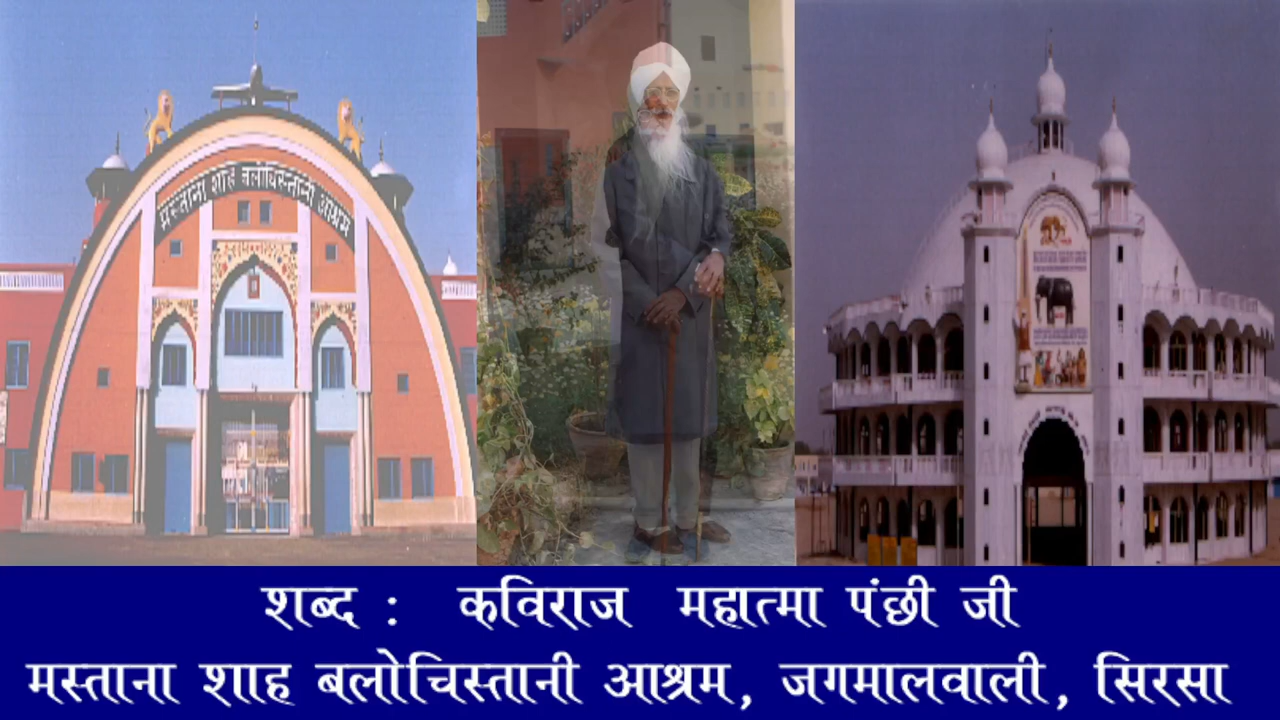 मस्ताना शाह बलोचिस्तानी आश्रम
शब्द : कविराज महात्मा पंछी जी
मस्ताना शाह बलोचिस्तानी आश्रम, जगमालवाली, सिरसा